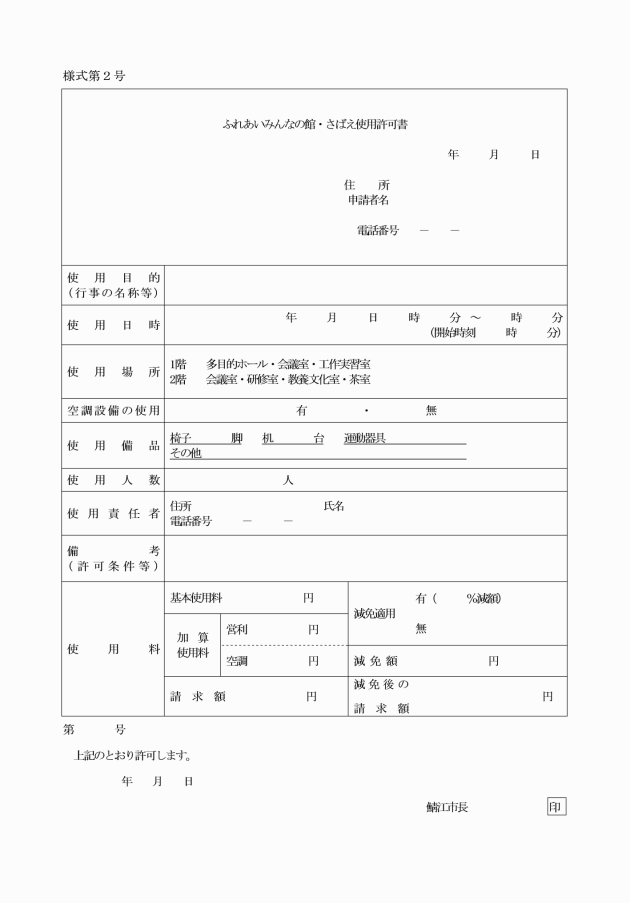 様式第２号
ふれあいみんなの館・さばえ使用許可書
年　　月　　日
住　所
申請者名
電話番号　－　－
使用目的
（行事の名称等）
使用日時　年　月　日　時　分～　時　分
（開始時刻　時　分）
使用場所　1階　多目的ホール・会議室・工作実習室
2階　会議室・研修室・教養文化室・茶室
空調設備の使用　有　・　無
使用備品　椅子　脚　机　台　運動器具
その他
使用人数　人
使用責任者　住所　氏名
電話番号　－　－
備考
（許可条件等）
使用料　基本使用料　円　減免適用　有（　％減額）
無
加算使用料　営利　円
空調　円　減免額　円
請求額　円　減免後の請求額　円
第　　号
上記のとおり許可します。
年　月　日
鯖江市長　印